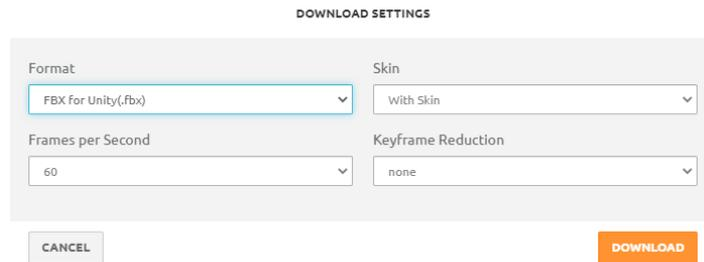 DOWNLOAD SETTINGS
Format
Skin
FBX for Unity(.fbx)
With Skin
Frames per Second
Keyframe Reduction
60
none
CANCEL
DOWNLOAD